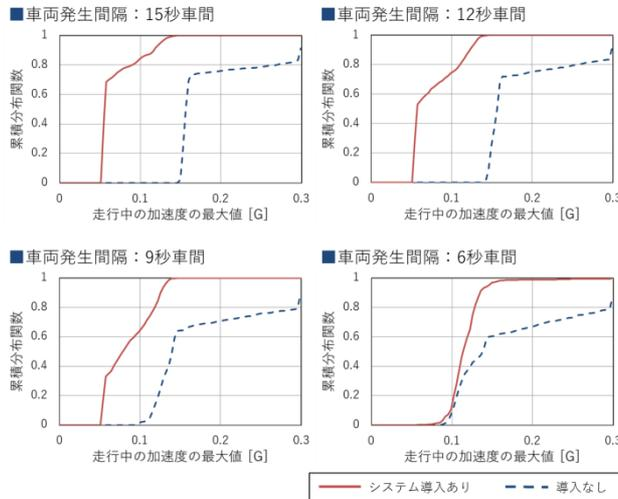 ■車両発生間隔：15秒車間
1
0.8
0.6
0.4
0.2
0
累積分布関数
0 0.1 0.2 0.3
走行中の加速度の最大値 [G]
■車両発生間隔：12秒車間
1
0.8
0.6
0.4
0.2
0
累積分布関数
0 0.1 0.2 0.3
走行中の加速度の最大値 [G]
■車両発生間隔：9秒車間
1
0.8
0.6
0.4
0.2
0
累積分布関数
0 0.1 0.2 0.3
走行中の加速度の最大値 [G]
■車両発生間隔：6秒車間
1
0.8
0.6
0.4
0.2
0
累積分布関数
0 0.1 0.2 0.3
走行中の加速度の最大値 [G]
システム導入あり 導入なし